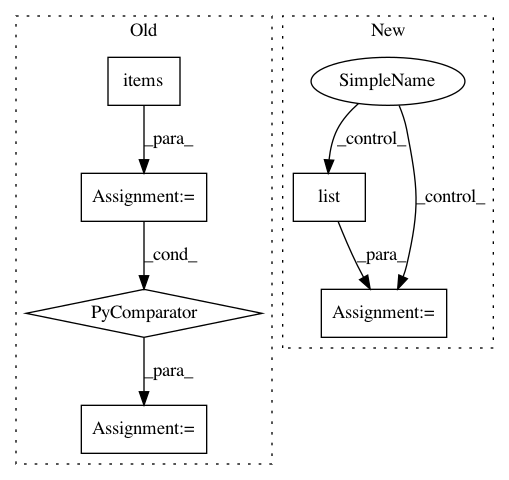 Old
New
items
SimpleName
_para_
_control_
Assignment:=
list
_control_
_cond_
_para_
PyComparator
Assignment:=
_para_
Assignment:=